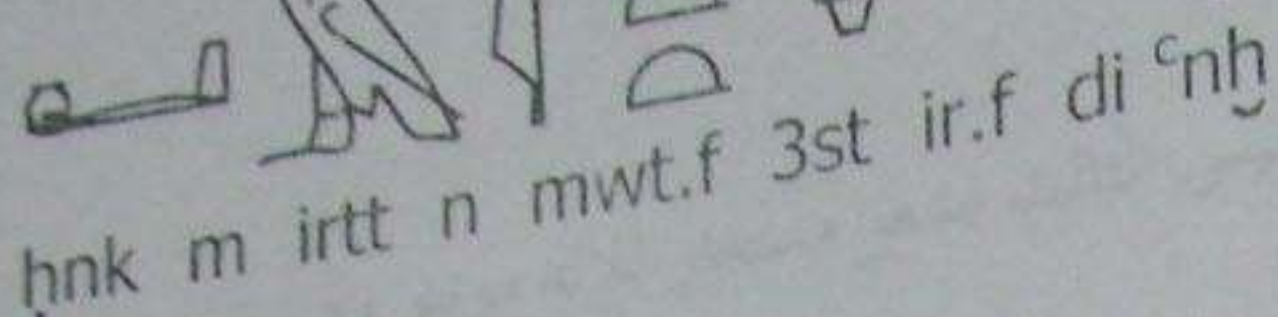 ḥnk m irtt n mwt.f 3st ir.f di ꜥnḫ